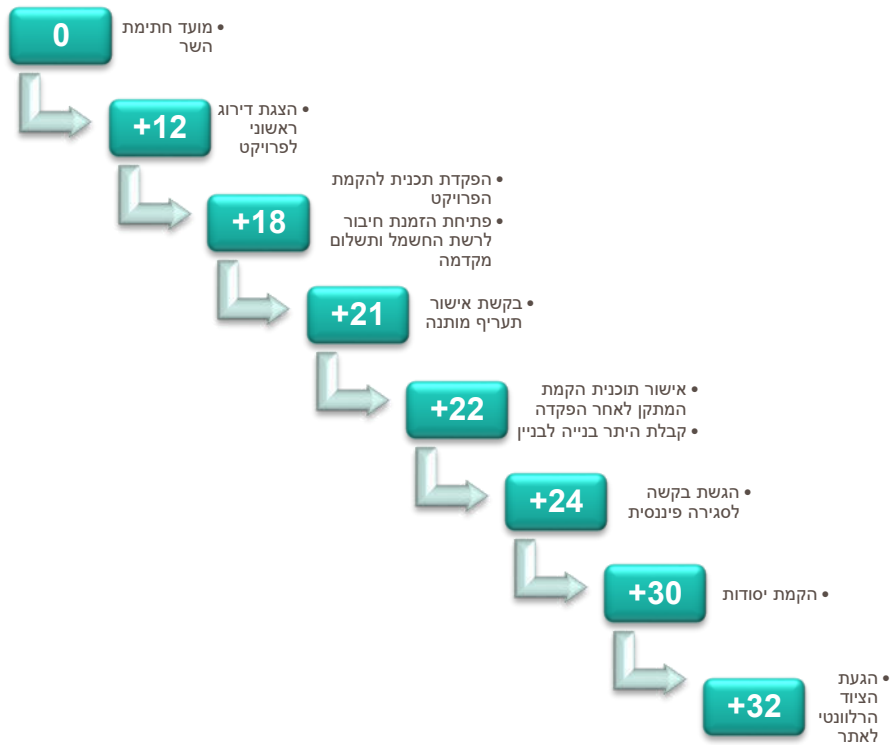 0
• מועד חתימת
השר
+12
• הצגת דירוג
ראשוני
לפרויקט
+18
• הפקדת תכנית להקמת
הפרויקט
• פתיחת הזמנת חיבור
לרשת החשמל ותשלום
מקדמה
+21
• בקשת אישור
תעריף מותנה
+22
• אישור תוכנית הקמת
המתקן לאחר הפקדה
• קבלת היתר בנייה לבניין
+24
• הגשת בקשה
לסגירה פיננסית
+30
• הקמת יסודות
+32
• הגעת
הציוד
הרלוונטי
לאתר